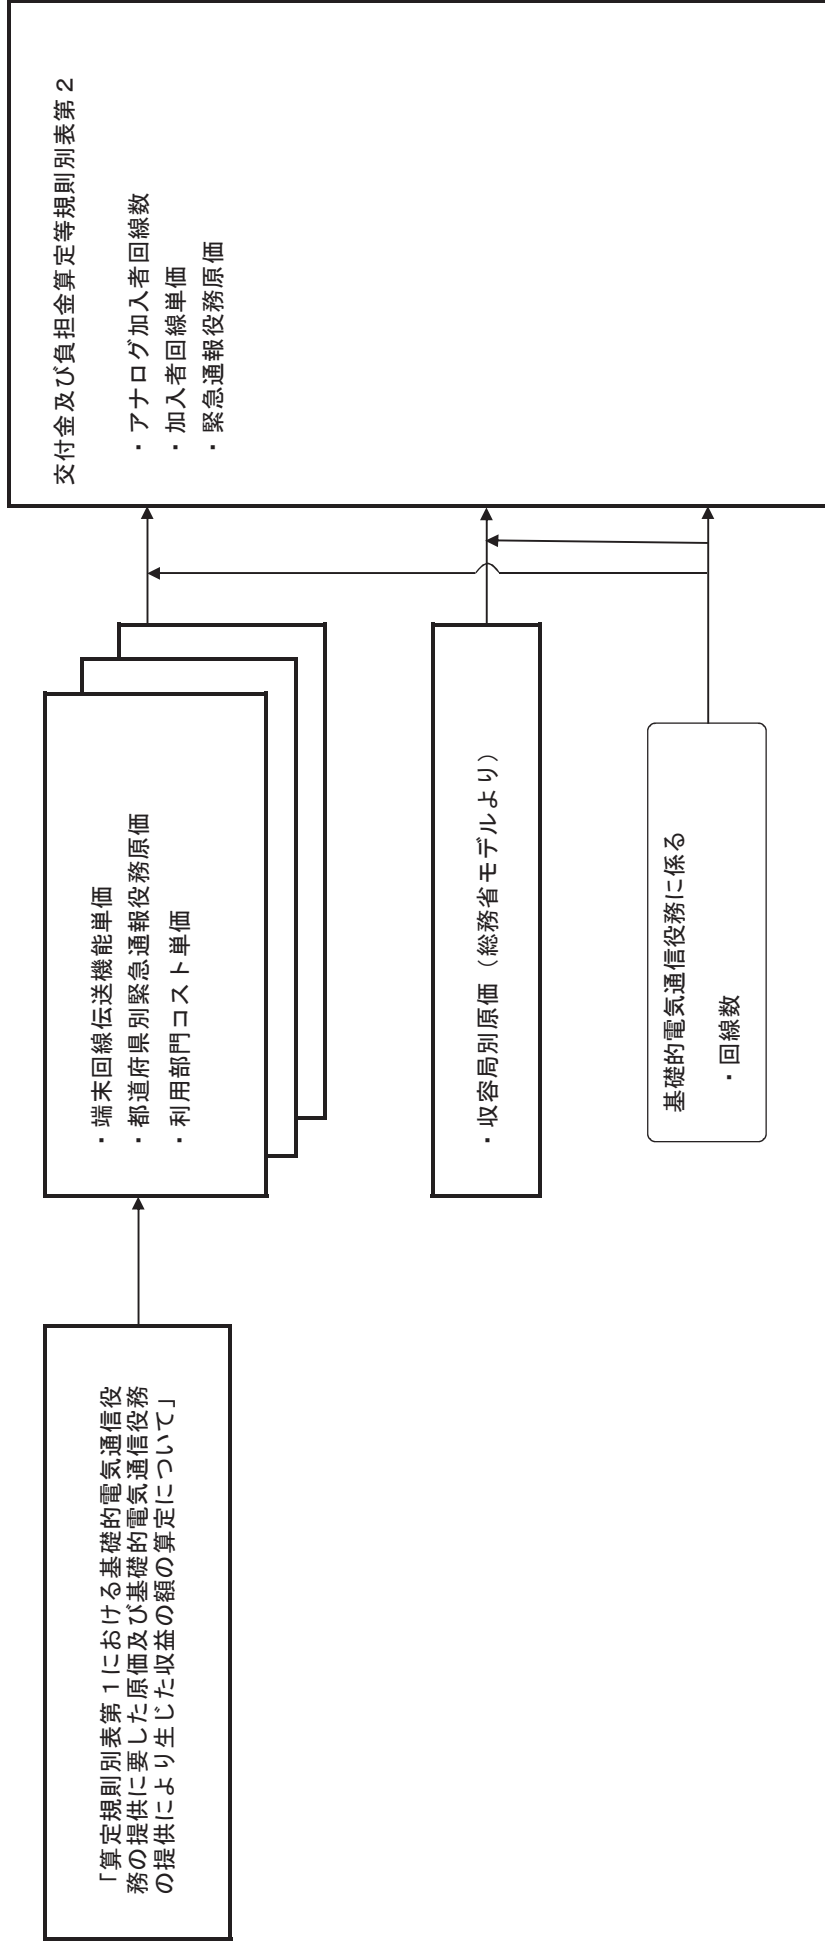 「算定規則別表第１における基礎的電気通信役
務の提供に要した原価及び基礎的電気通信役務
の提供により生じた収益の額の算定について」
・端末回線伝送機能単価
・都道府県別緊急通報役務原価
・利用部門コスト単価
・収容局別原価（総務省モデルより）
基礎的電気通信役務に係る
・回線数
交付金及び負担金算定等規則別表第２
・アナログ加入者回線数
・加入者回線単価
・緊急通報役務原価